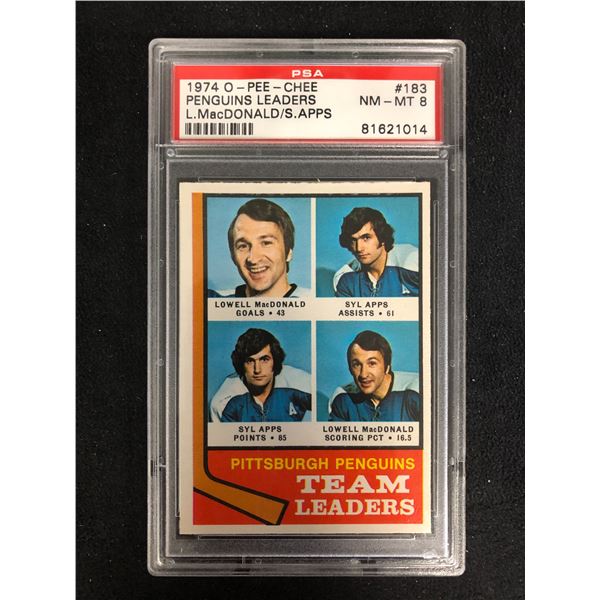 PSA
1974 O - PEE - CHEE #183
PENGUINS LEADERS NM - MT 8
L.MacDONALD/S.APPS
81621014
LOWELL MacDONALD
GOALS • 43
SYL APPS
ASSISTS • 61
SYL APPS
POINTS • 85
LOWELL MacDONALD
SCORING PCT • 16.5
PITTSBURGH PENGUINS
TEAM
LEADERS